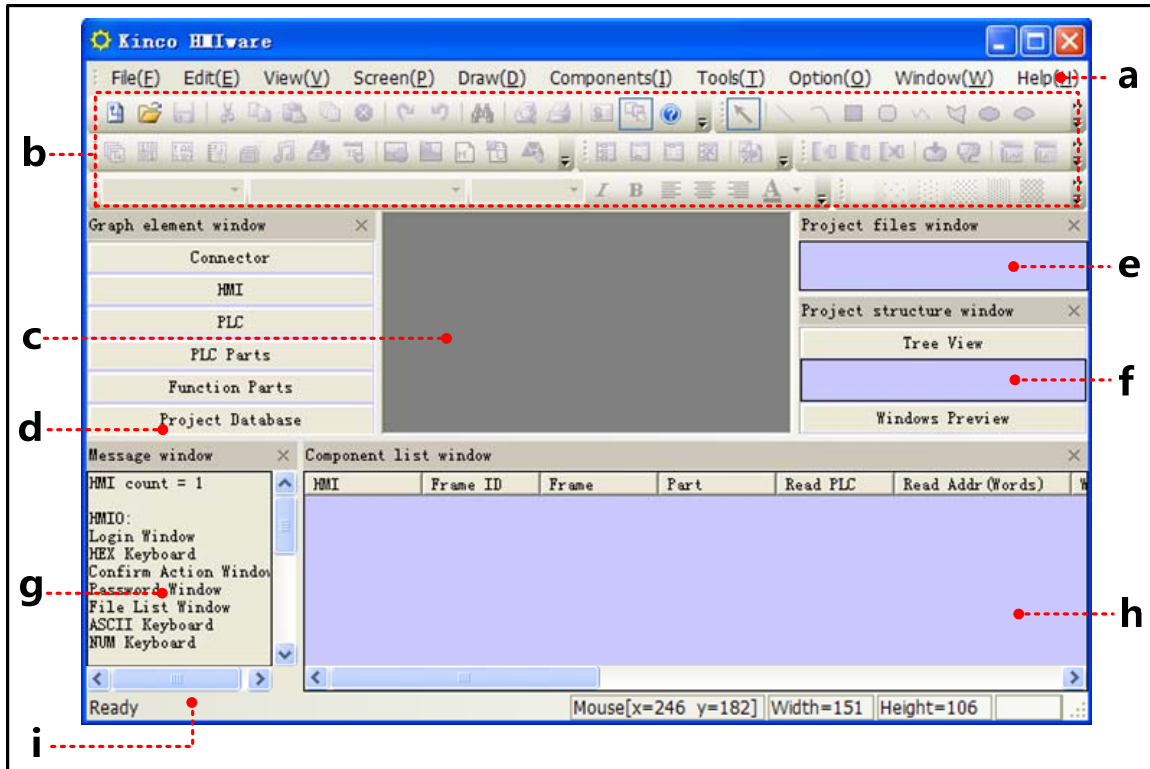 Kinco HMIware
File(F) Edit(E) View(V) Screen(P) Draw(D) Components(I) Tools(T) Option(O) Window(W) Help(H)
a
b
I B A
Graph element window
Connector
HMI
PLC
PLC Parts
Function Parts
Project Database
c
d
Project files window
e
Project structure window
Tree View
f
Windows Preview
Message window
HMI count = 1
HMI0:
Login Window
HEX Keyboard
Confirm Action Window
Password Window
File List Window
ASCII Keyboard
NUM Keyboard
g
Component list window
HMI Frame ID Frame Part Read PLC Read Addr(Words)
h
Ready Mouse[x=246 y=182] Width=151 Height=106
i